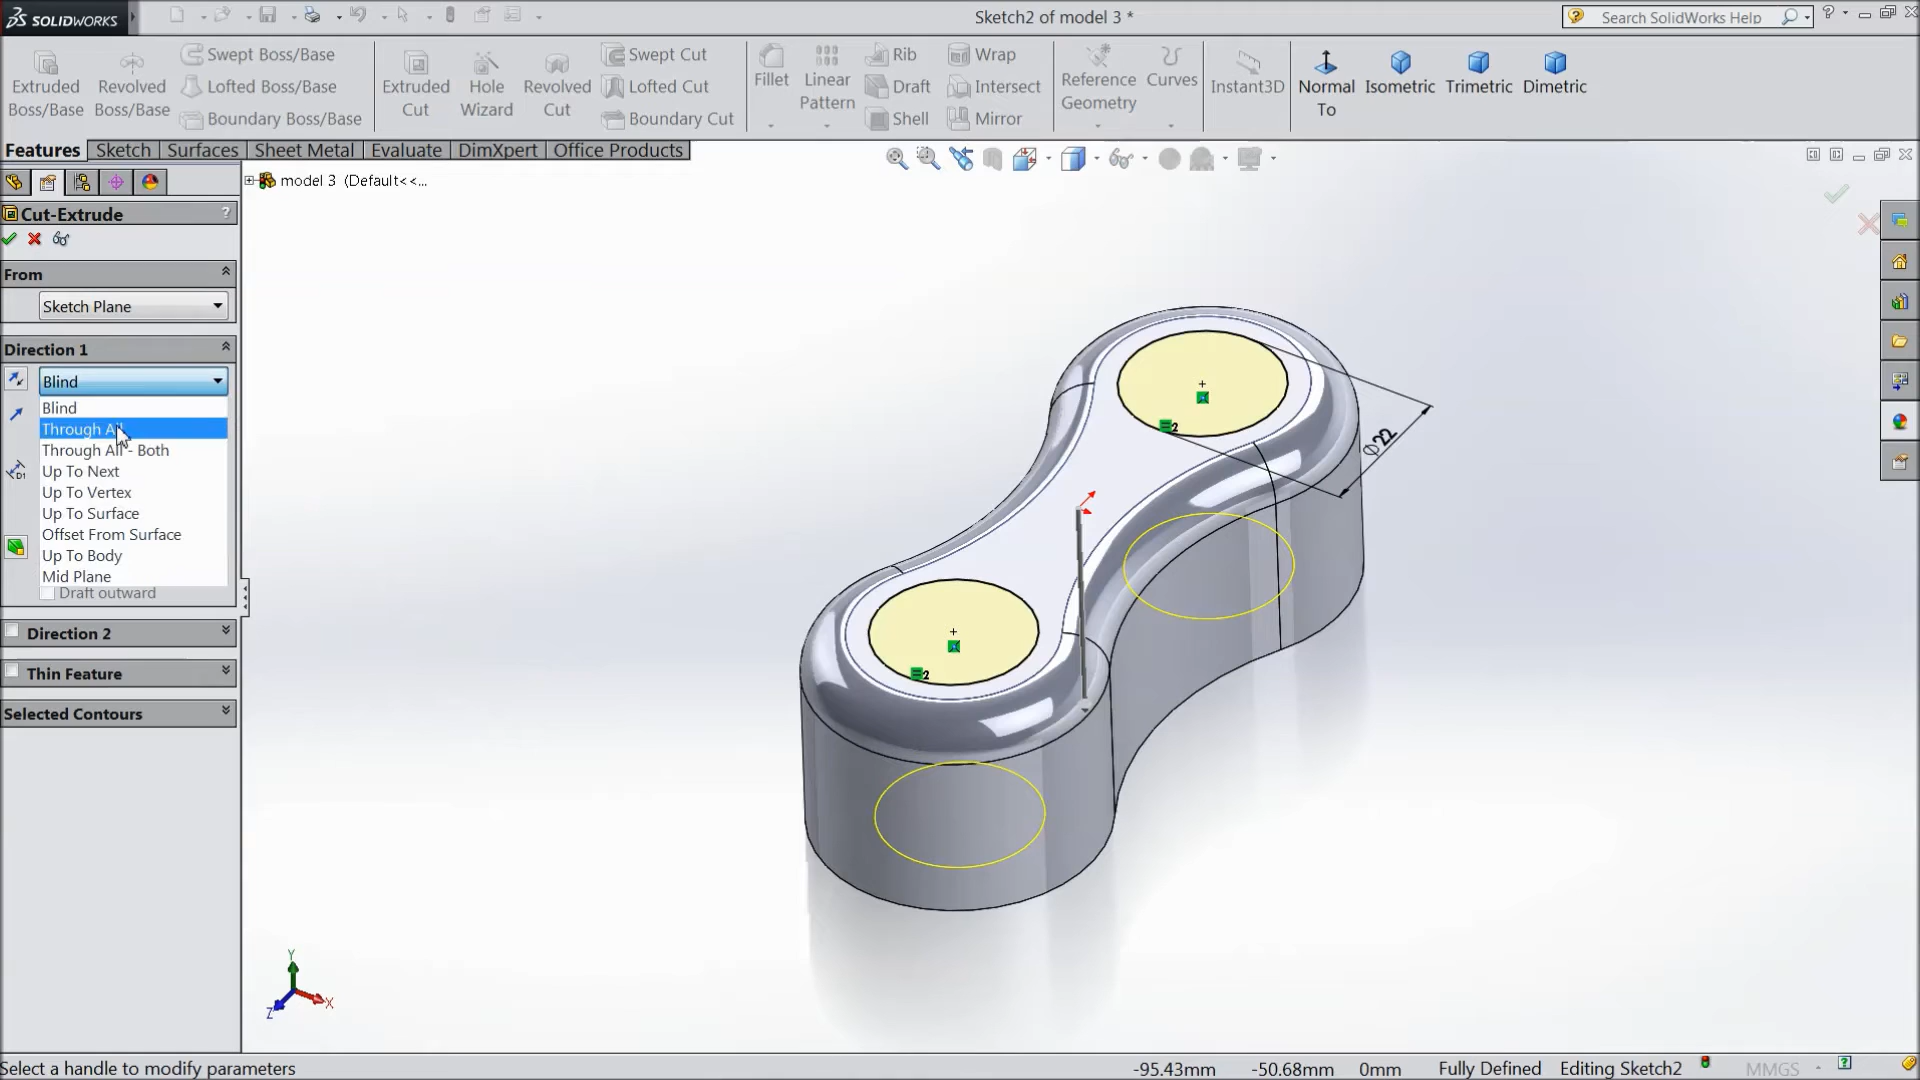 SOLIDWORKS
Sketch2 of model 3 *
Search SolidWorks Help
Extruded Boss/Base
Revolved Boss/Base
Swept Boss/Base
Lofted Boss/Base
Boundary Boss/Base
Extruded Cut
Hole Wizard
Revolved Cut
Swept Cut
Lofted Cut
Boundary Cut
Fillet
Linear Pattern
Rib
Draft
Shell
Wrap
Intersect
Mirror
Reference Geometry
Curves
Instant3D
Normal To
Isometric
Trimetric
Dimetric
Features Sketch Surfaces Sheet Metal Evaluate DimXpert Office Products
model 3 (Default<<...
Cut-Extrude ?
From
Sketch Plane
Direction 1
Blind
Blind
Through All
Through All - Both
Up To Next
Up To Vertex
Up To Surface
Offset From Surface
Up To Body
Mid Plane
Draft outward
Direction 2
Thin Feature
Selected Contours
D1
2
2
Ø22
Y
X
Z
Select a handle to modify parameters -95.43mm -50.68mm 0mm Fully Defined Editing Sketch2 MMGS